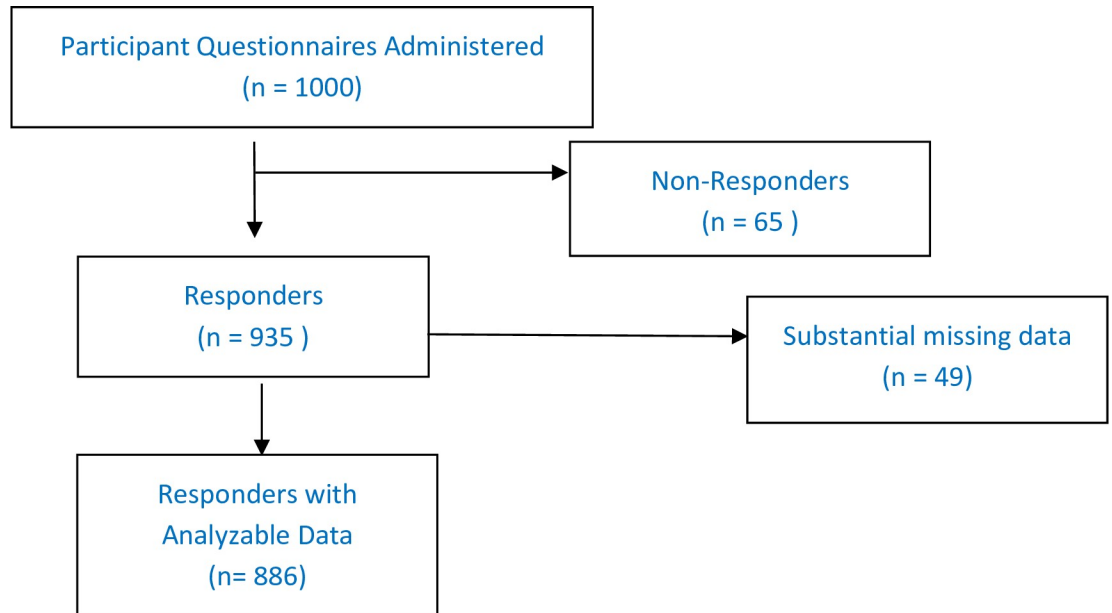 Participant Questionnaires Administered
(n = 1000)
Non-Responders
(n = 65 )
Responders
(n = 935 )
Substantial missing data
(n = 49)
Responders with
Analyzable Data
(n= 886)